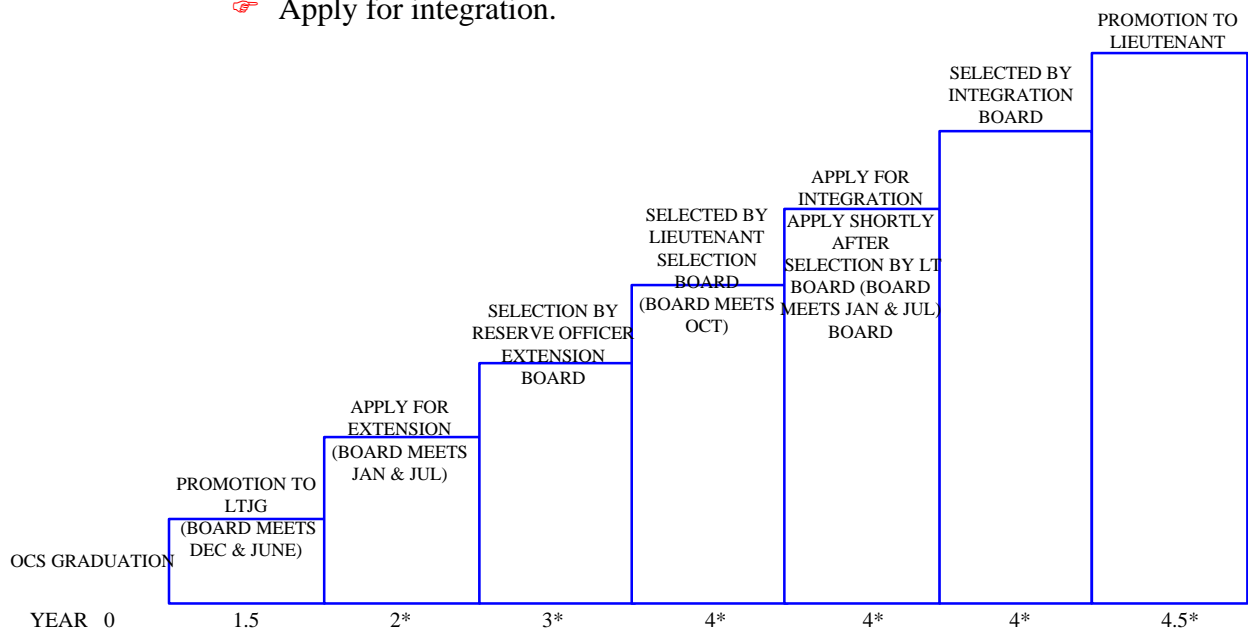 ☞ Apply for integration.
PROMOTION TO
LIEUTENANT
SELECTED BY
INTEGRATION
BOARD
APPLY FOR
INTEGRATION
APPLY SHORTLY
AFTER
SELECTION BY LT
BOARD (BOARD
MEETS JAN & JUL)
BOARD
SELECTED BY
LIEUTENANT
SELECTION
BOARD
(BOARD MEETS
OCT)
SELECTION BY
RESERVE OFFICER
EXTENSION
BOARD
APPLY FOR
EXTENSION
(BOARD MEETS
JAN & JUL)
PROMOTION TO
LTJG
(BOARD MEETS
DEC & JUNE)
OCS GRADUATION
YEAR 0 1.5 2* 3* 4* 4* 4* 4.5*